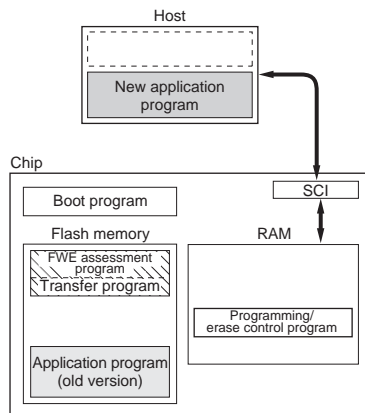 Host
New application
program
Chip
SCI
Boot program
Flash memory
RAM
FWE assessment
program
Transfer program
Programming/
erase control program
Application program
(old version)